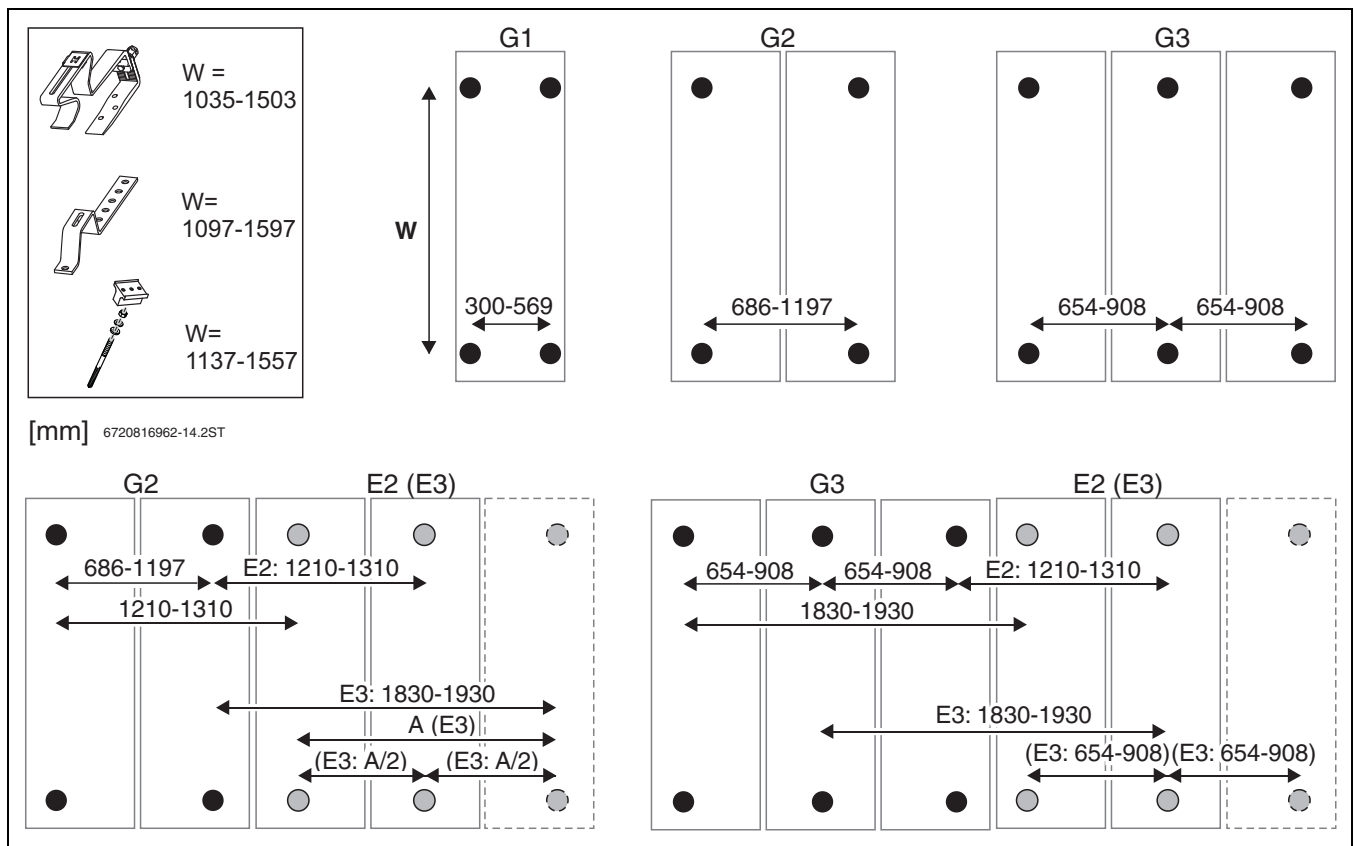 W =
1035-1503
W=
1097-1597
W=
1137-1557
G1
W
300-569
G2
686-1197
G3
654-908
654-908
[mm]
6720816962-14.2ST
G2
E2 (E3)
686-1197
E2: 1210-1310
1210-1310
E3: 1830-1930
A (E3)
(E3: A/2)
(E3: A/2)
G3
E2 (E3)
654-908
654-908
E2: 1210-1310
1830-1930
E3: 1830-1930
(E3: 654-908)
(E3: 654-908)